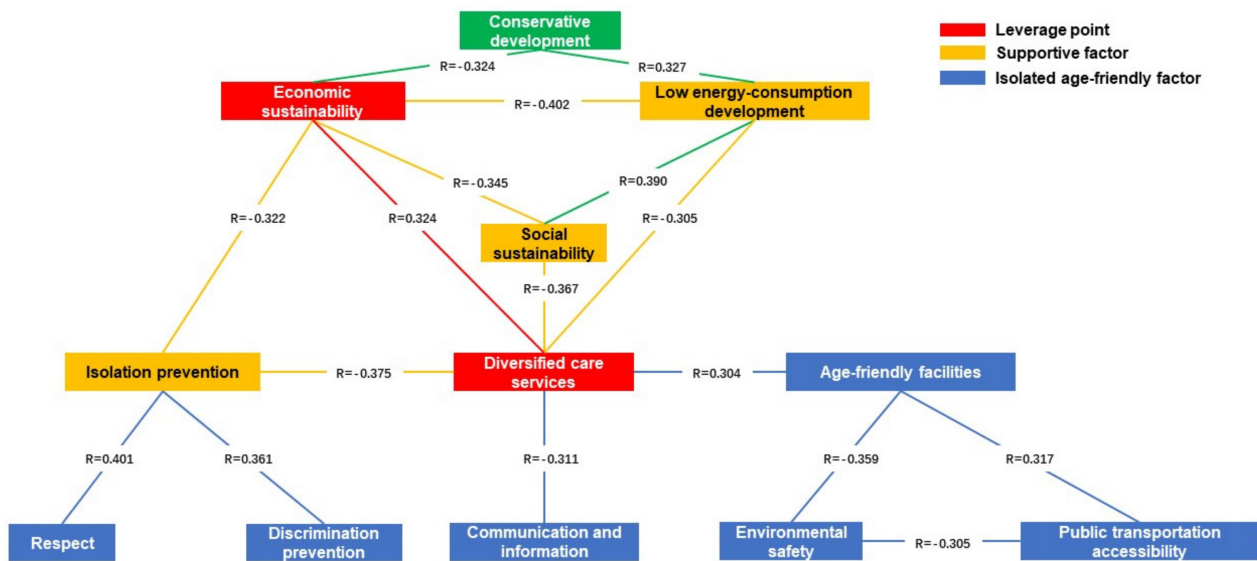 Conservative
development
Leverage point
Supportive factor
Isolated age-friendly factor
R=-0.324
R=0.327
Economic
sustainability
R=-0.402
Low energy-consumption
development
R=-0.345
R=0.390
R=-0.322
R=0.324
R=-0.305
Social
sustainability
R=-0.367
Isolation prevention
R=-0.375
Diversified care
services
R=0.304
Age-friendly facilities
R=0.401
R=0.361
R=-0.311
R=-0.359
R=0.317
Respect
Discrimination
prevention
Communication and
information
Environmental
safety
R=-0.305
Public transportation
accessibility